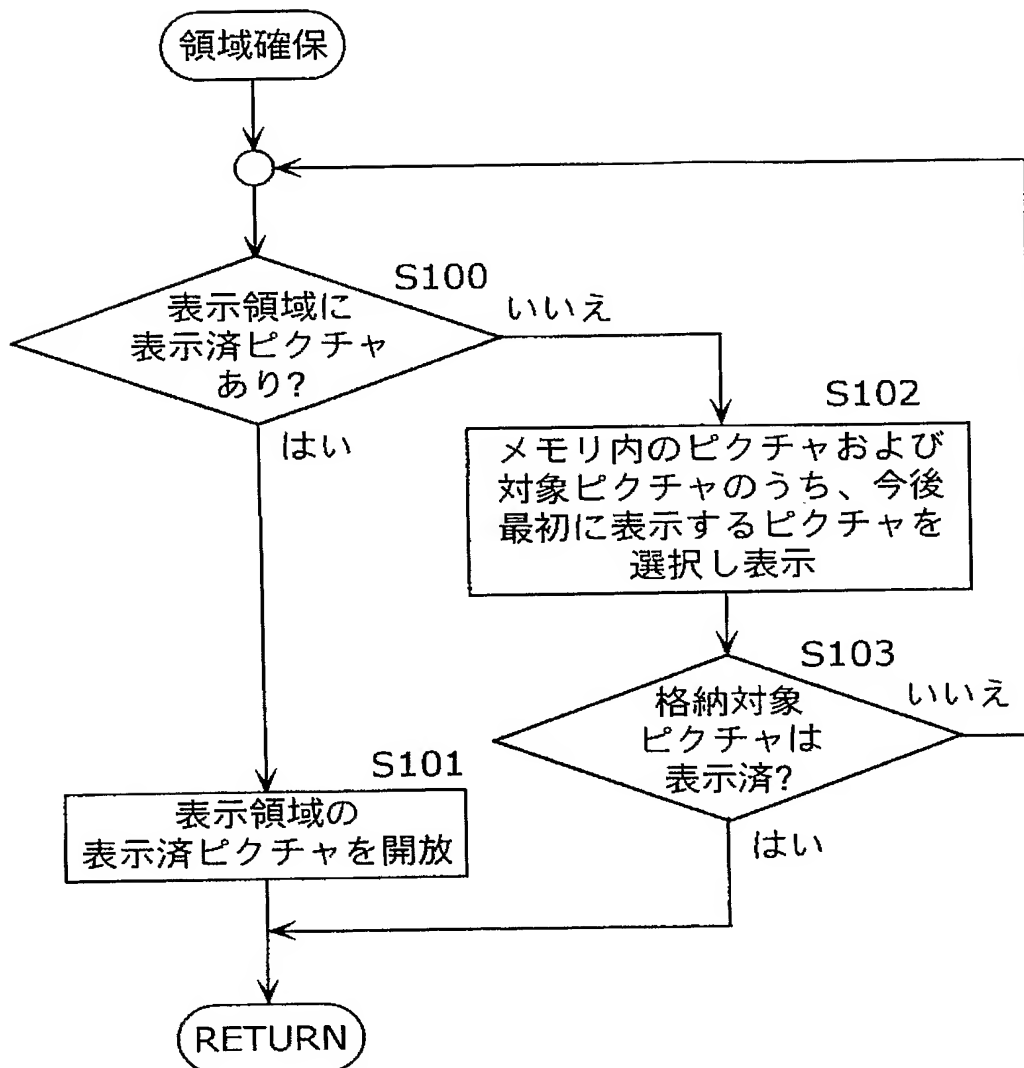 領域確保
S100
表示領域に
表示済ピクチャ
あり?
いいえ
はい
S102
メモリ内のピクチャおよび
対象ピクチャのうち、今後
最初に表示するピクチャを
選択し表示
S103
格納対象
ピクチャは
表示済?
いいえ
はい
S101
表示領域の
表示済ピクチャを開放
RETURN